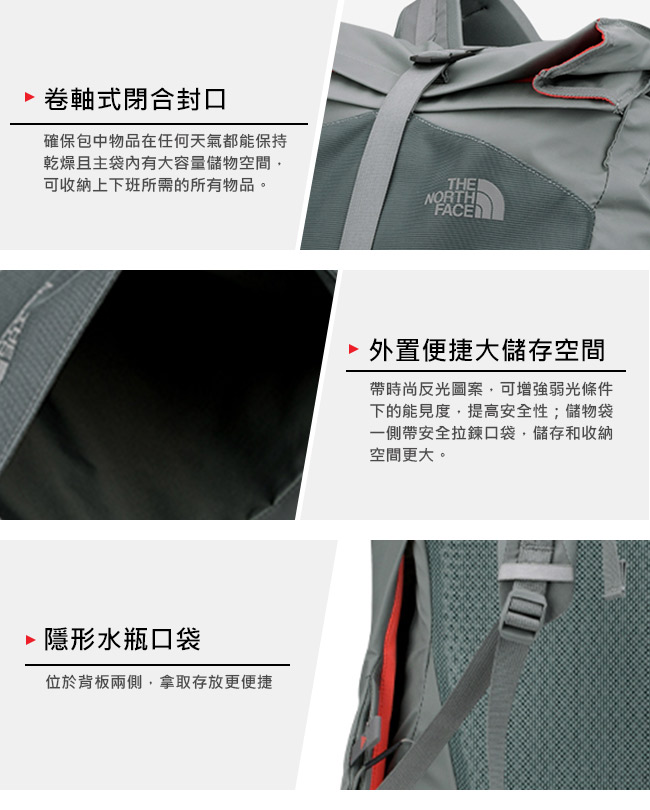 卷軸式閉合封口
確保包中物品在任何天氣都能保持
乾燥且主袋內有大容量儲物空間，
可收納上下班所需的所有物品。
THE
NORTH
FACE
外置便捷大儲存空間
帶時尚反光圖案，可增強弱光條件
下的能見度，提高安全性；儲物袋
一側帶安全拉鍊口袋，儲存和收納
空間更大。
隱形水瓶口袋
位於背板兩側，拿取存放更便捷